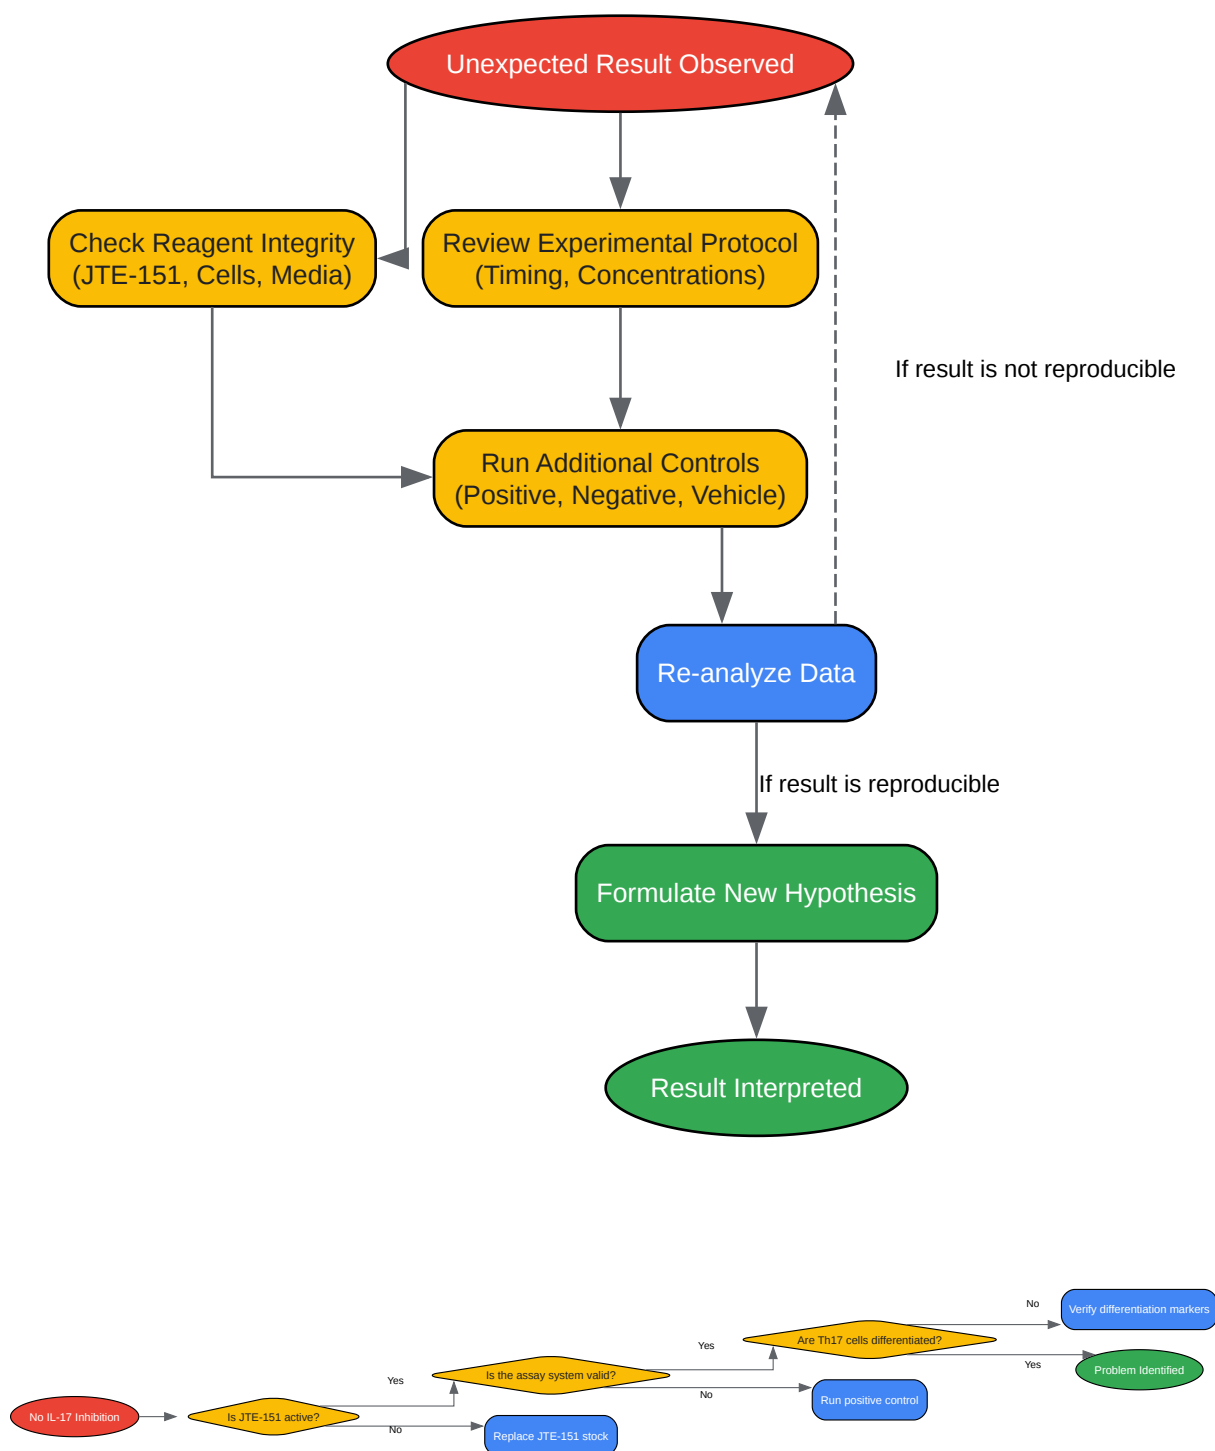 Unexpected Result Observed
Check Reagent Integrity
(JTE-151, Cells, Media)
Review Experimental Protocol
(Timing, Concentrations)
If result is not reproducible
Run Additional Controls
(Positive, Negative, Vehicle)
Re-analyze Data
If result is reproducible
Formulate New Hypothesis
Result Interpreted
No IL-17 Inhibition
Is JTE-151 active?
Yes
No
Replace JTE-151 stock
Is the assay system valid?
Yes
No
Run positive control
Are Th17 cells differentiated?
No
Yes
Verify differentiation markers
Problem Identified